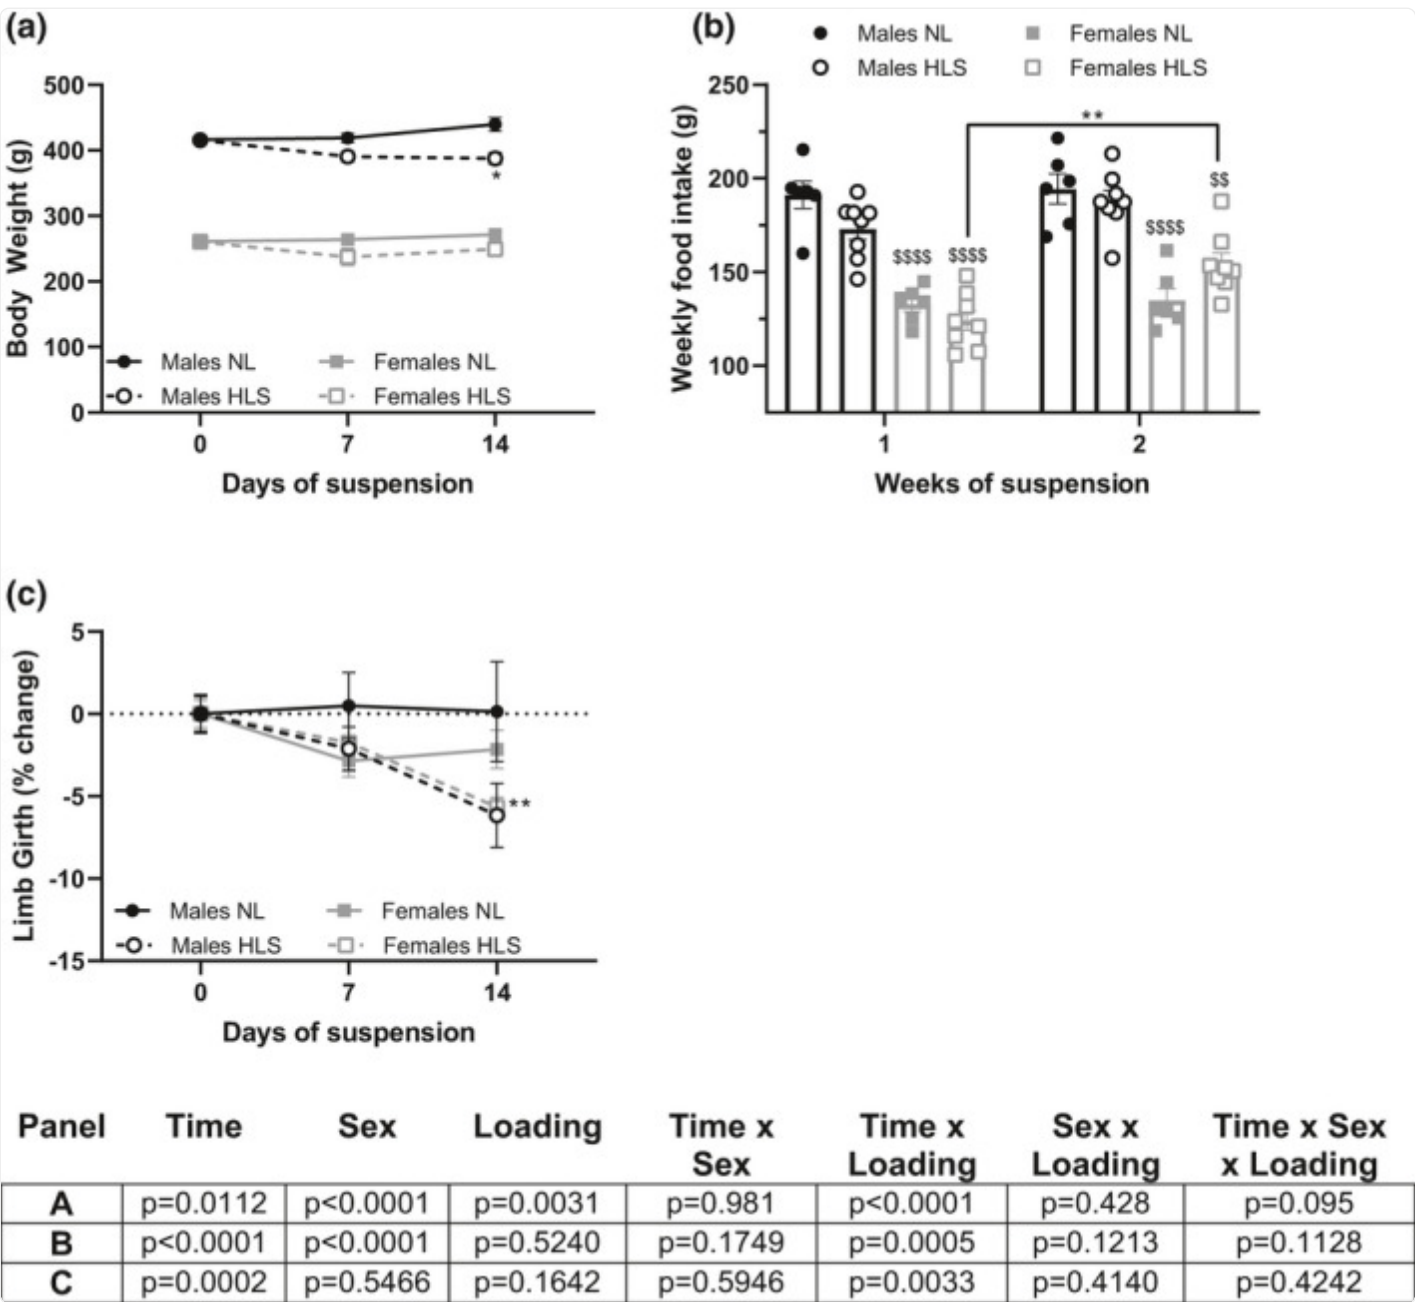 (a)
500
400
300
200
100
0
Body Weight (g)
Males NL
Females NL
Males HLS
Females HLS
*
0 7 14
Days of suspension
(b)
Males NL
Females NL
Males HLS
Females HLS
250
200
150
100
Weekly food intake (g)
**
$$$$ $$$$ $$$$ $$
1 2
Weeks of suspension
(c)
5
0
-5
-10
-15
Limb Girth (% change)
**
Males NL
Females NL
Males HLS
Females HLS
0 7 14
Days of suspension
Panel Time Sex Loading Time x Sex Time x Loading Sex x Loading Time x Sex x Loading
A p=0.0112 p<0.0001 p=0.0031 p=0.981 p<0.0001 p=0.428 p=0.095
B p<0.0001 p<0.0001 p=0.5240 p=0.1749 p=0.0005 p=0.1213 p=0.1128
C p=0.0002 p=0.5466 p=0.1642 p=0.5946 p=0.0033 p=0.4140 p=0.4242